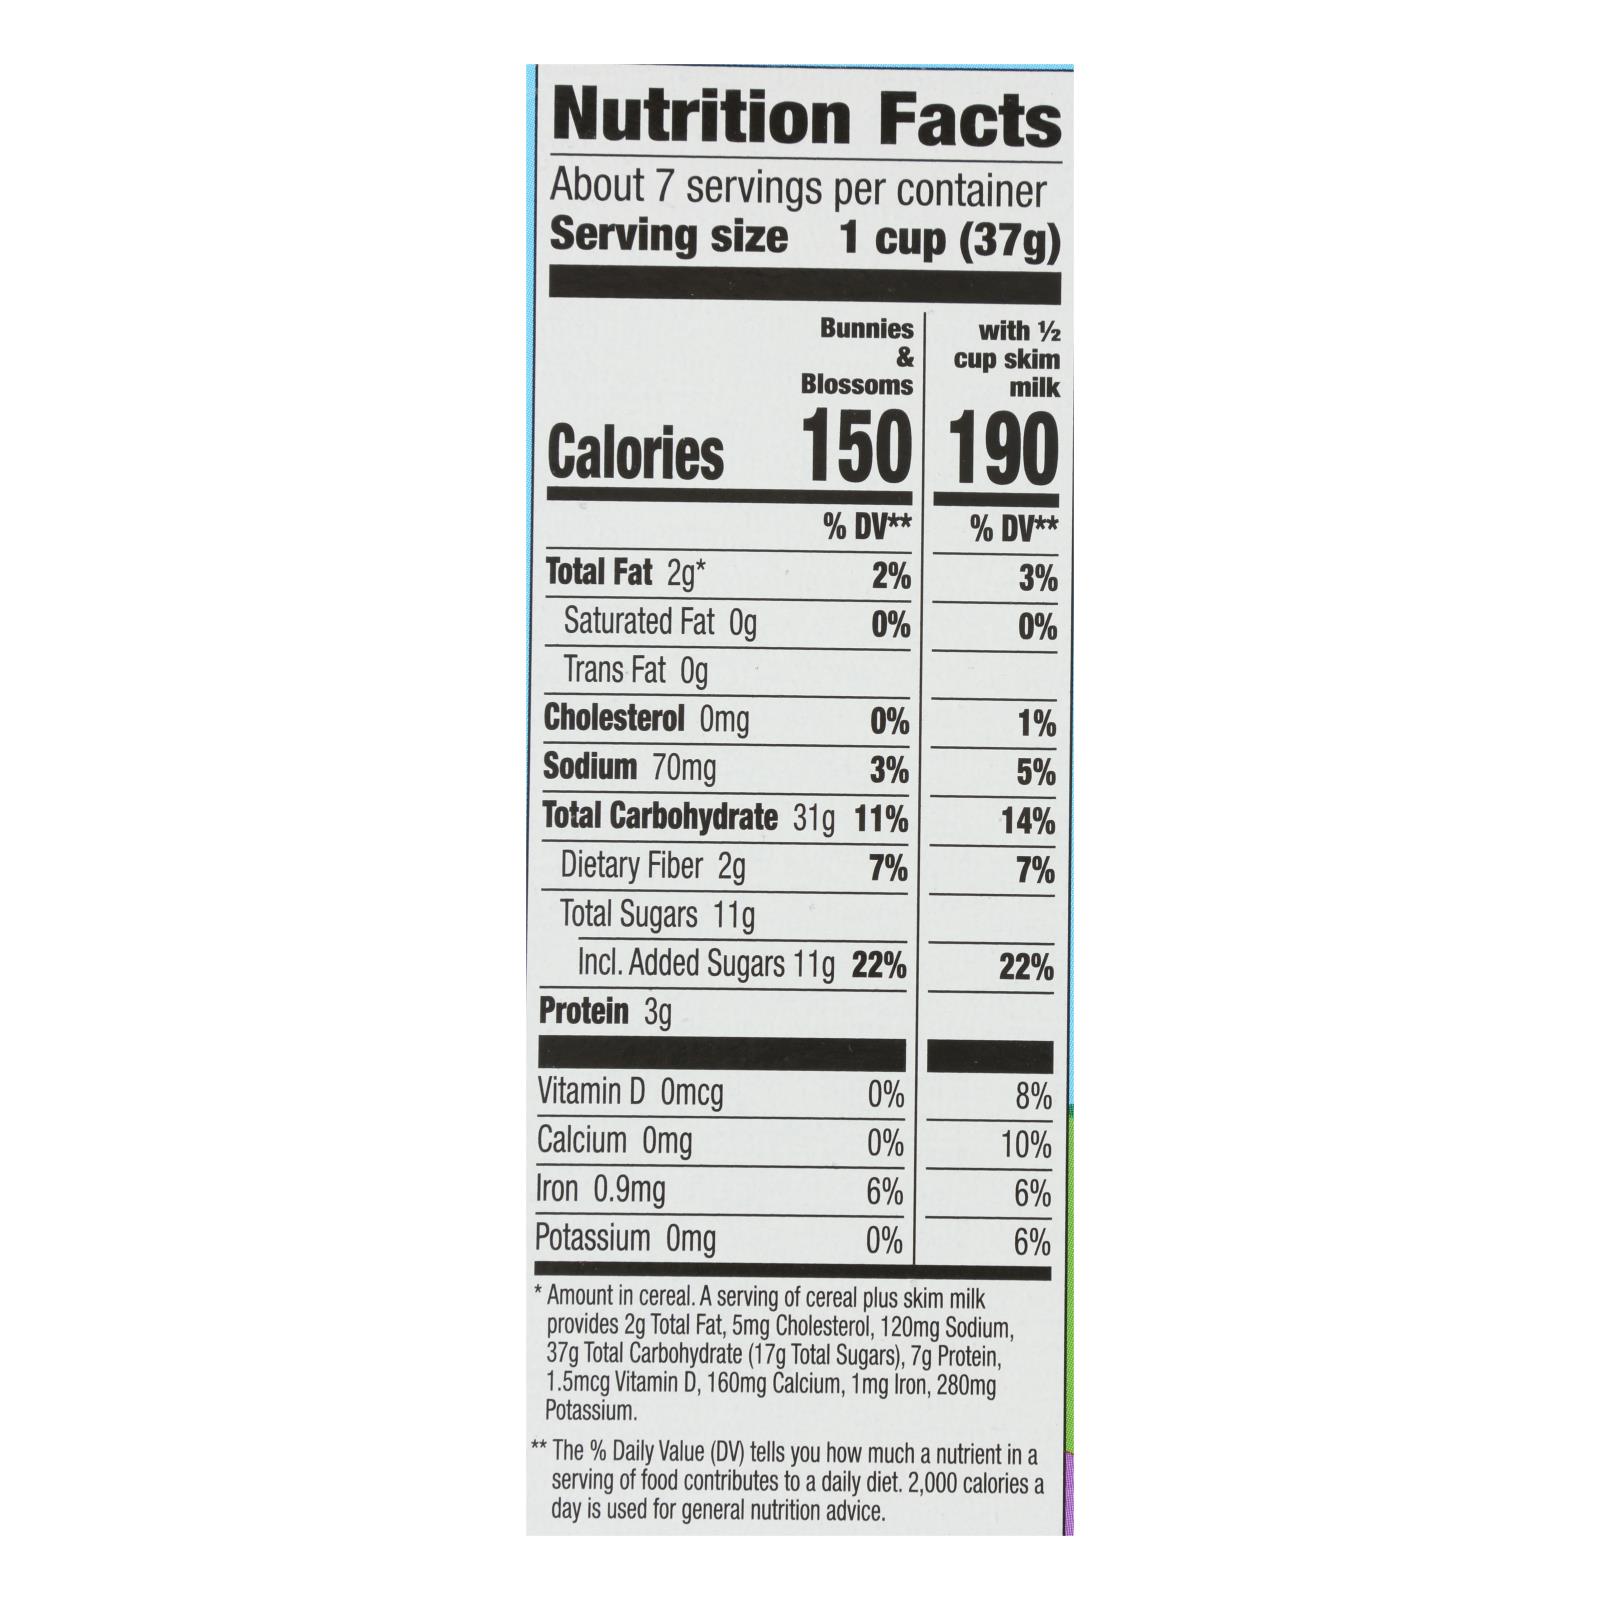 Nutrition Facts
About 7 servings per container
Serving size 1 cup (37g)
Bunnies
&
Blossoms
with ½
cup skim
milk
Calories 150 190
% DV** % DV**
Total Fat 2g* 2% 3%
Saturated Fat 0g 0% 0%
Trans Fat 0g
Cholesterol 0mg 0% 1%
Sodium 70mg 3% 5%
Total Carbohydrate 31g 11% 14%
Dietary Fiber 2g 7% 7%
Total Sugars 11g
Incl. Added Sugars 11g 22% 22%
Protein 3g
Vitamin D 0mcg 0% 8%
Calcium 0mg 0% 10%
Iron 0.9mg 6% 6%
Potassium 0mg 0% 6%
* Amount in cereal. A serving of cereal plus skim milk
provides 2g Total Fat, 5mg Cholesterol, 120mg Sodium,
37g Total Carbohydrate (17g Total Sugars), 7g Protein,
1.5mcg Vitamin D, 160mg Calcium, 1mg Iron, 280mg
Potassium.
** The % Daily Value (DV) tells you how much a nutrient in a
serving of food contributes to a daily diet. 2,000 calories a
day is used for general nutrition advice.